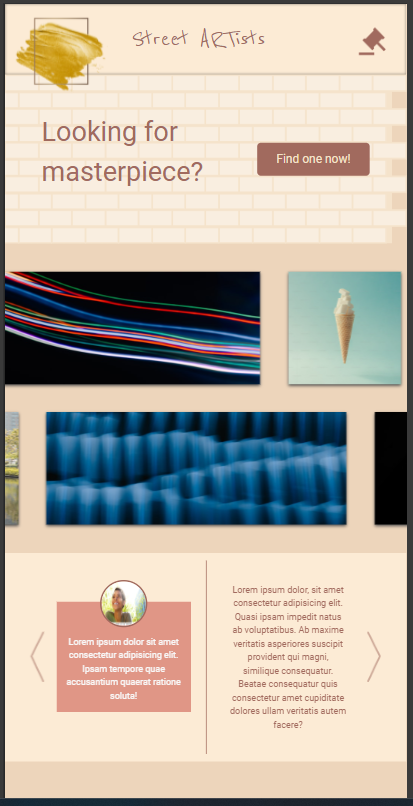 Street ARTists
Looking for
masterpiece?
Find one now!
Lorem ipsum dolor sit amet
consectetur adipisicing elit.
Ipsam tempore quae
accusantium quaerat ratione
soluta!
Lorem ipsum dolor, sit amet
consectetur adipisicing elit.
Quasi ipsam impedit natus
ab voluptatibus. Ab maxime
veritatis asperiores suscipit
provident qui magni,
similique consequatur.
Beatae consequatur quis
consectetur amet cupiditate
dolores ullam veritatis autem
facere?